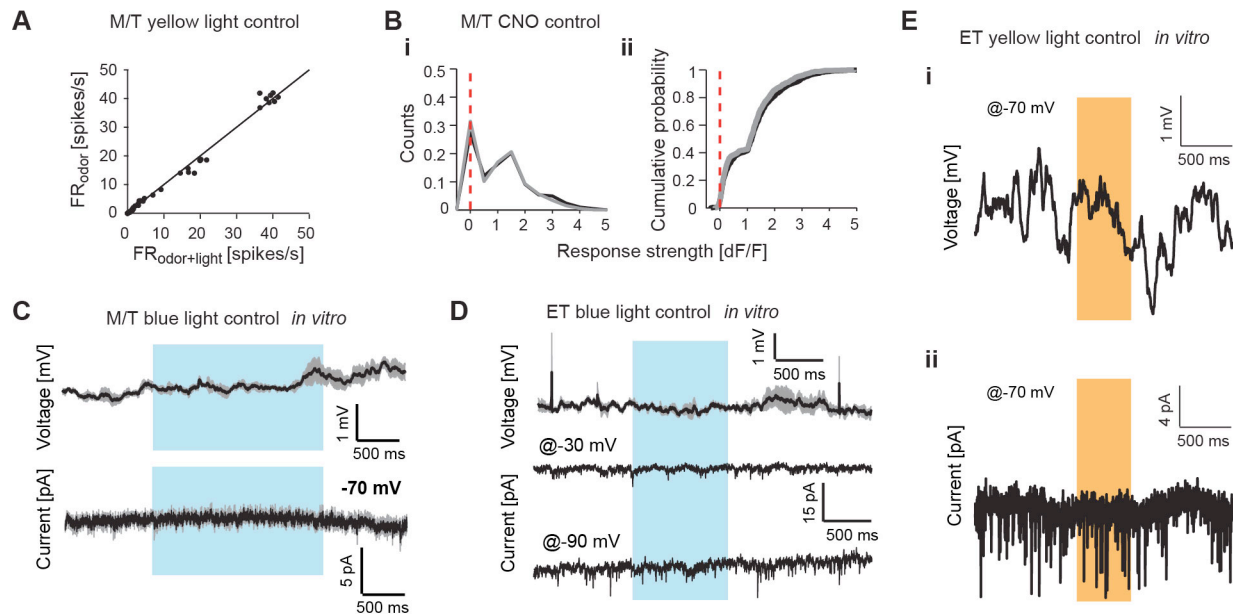 A M/T yellow light control
FRodor [spikes/s]
50
40
30
20
10
0
0 10 20 30 40 50
FRodor+light [spikes/s]
B M/T CNO control
i
Counts
0.5
0.4
0.3
0.2
0.1
0
0 1 2 3 4 5
ii
Cumulative probability
1
0.8
0.6
0.4
0.2
0
0 1 2 3 4 5
Response strength [dF/F]
C M/T blue light control in vitro
Voltage [mV]
1 mV
500 ms
Current [pA]
-70 mV
5 pA
500 ms
D ET blue light control in vitro
Voltage [mV]
1 mV
500 ms
@-30 mV
Current [pA]
15 pA
500 ms
@-90 mV
E ET yellow light control in vitro
i
@-70 mV
1 mV
500 ms
Voltage [mV]
ii
@-70 mV
4 pA
500 ms
Current [pA]